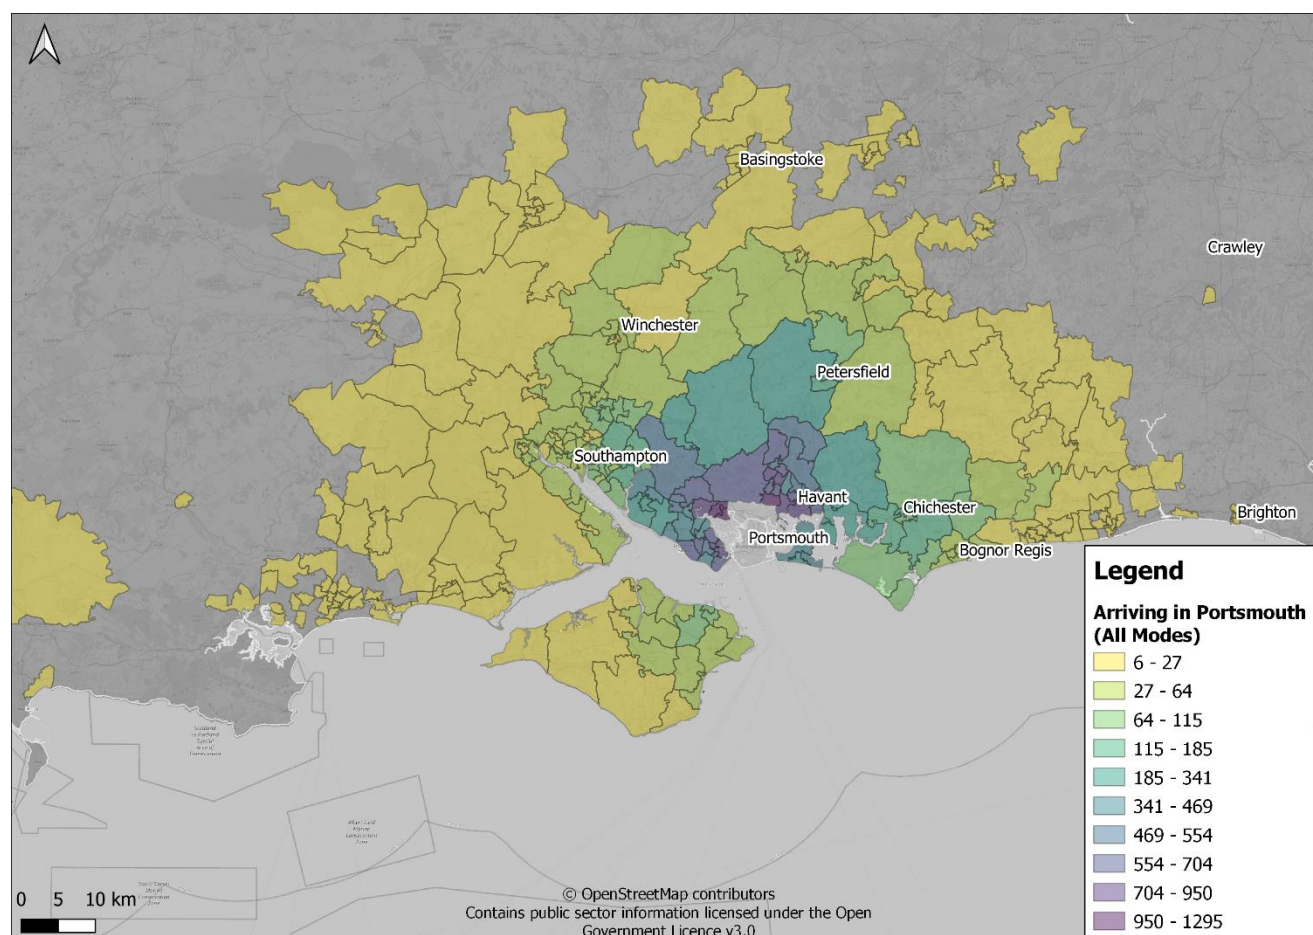 Basingstoke
Crawley
Winchester
Petersfield
Southampton
Havant
Chichester
Brighton
Portsmouth
Bognor Regis
Legend
Arriving in Portsmouth
(All Modes)
6 - 27
27 - 64
64 - 115
115 - 185
185 - 341
341 - 469
469 - 554
554 - 704
704 - 950
950 - 1295
0 5 10 km
© OpenStreetMap contributors
Contains public sector information licensed under the Open
Government Licence v3.0